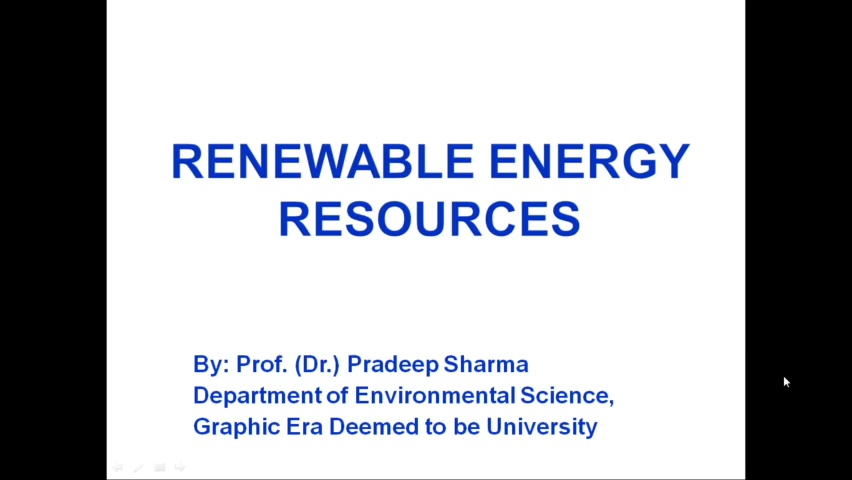 RENEWABLE ENERGY
RESOURCES
By: Prof. (Dr.) Pradeep Sharma
Department of Environmental Science,
Graphic Era Deemed to be University